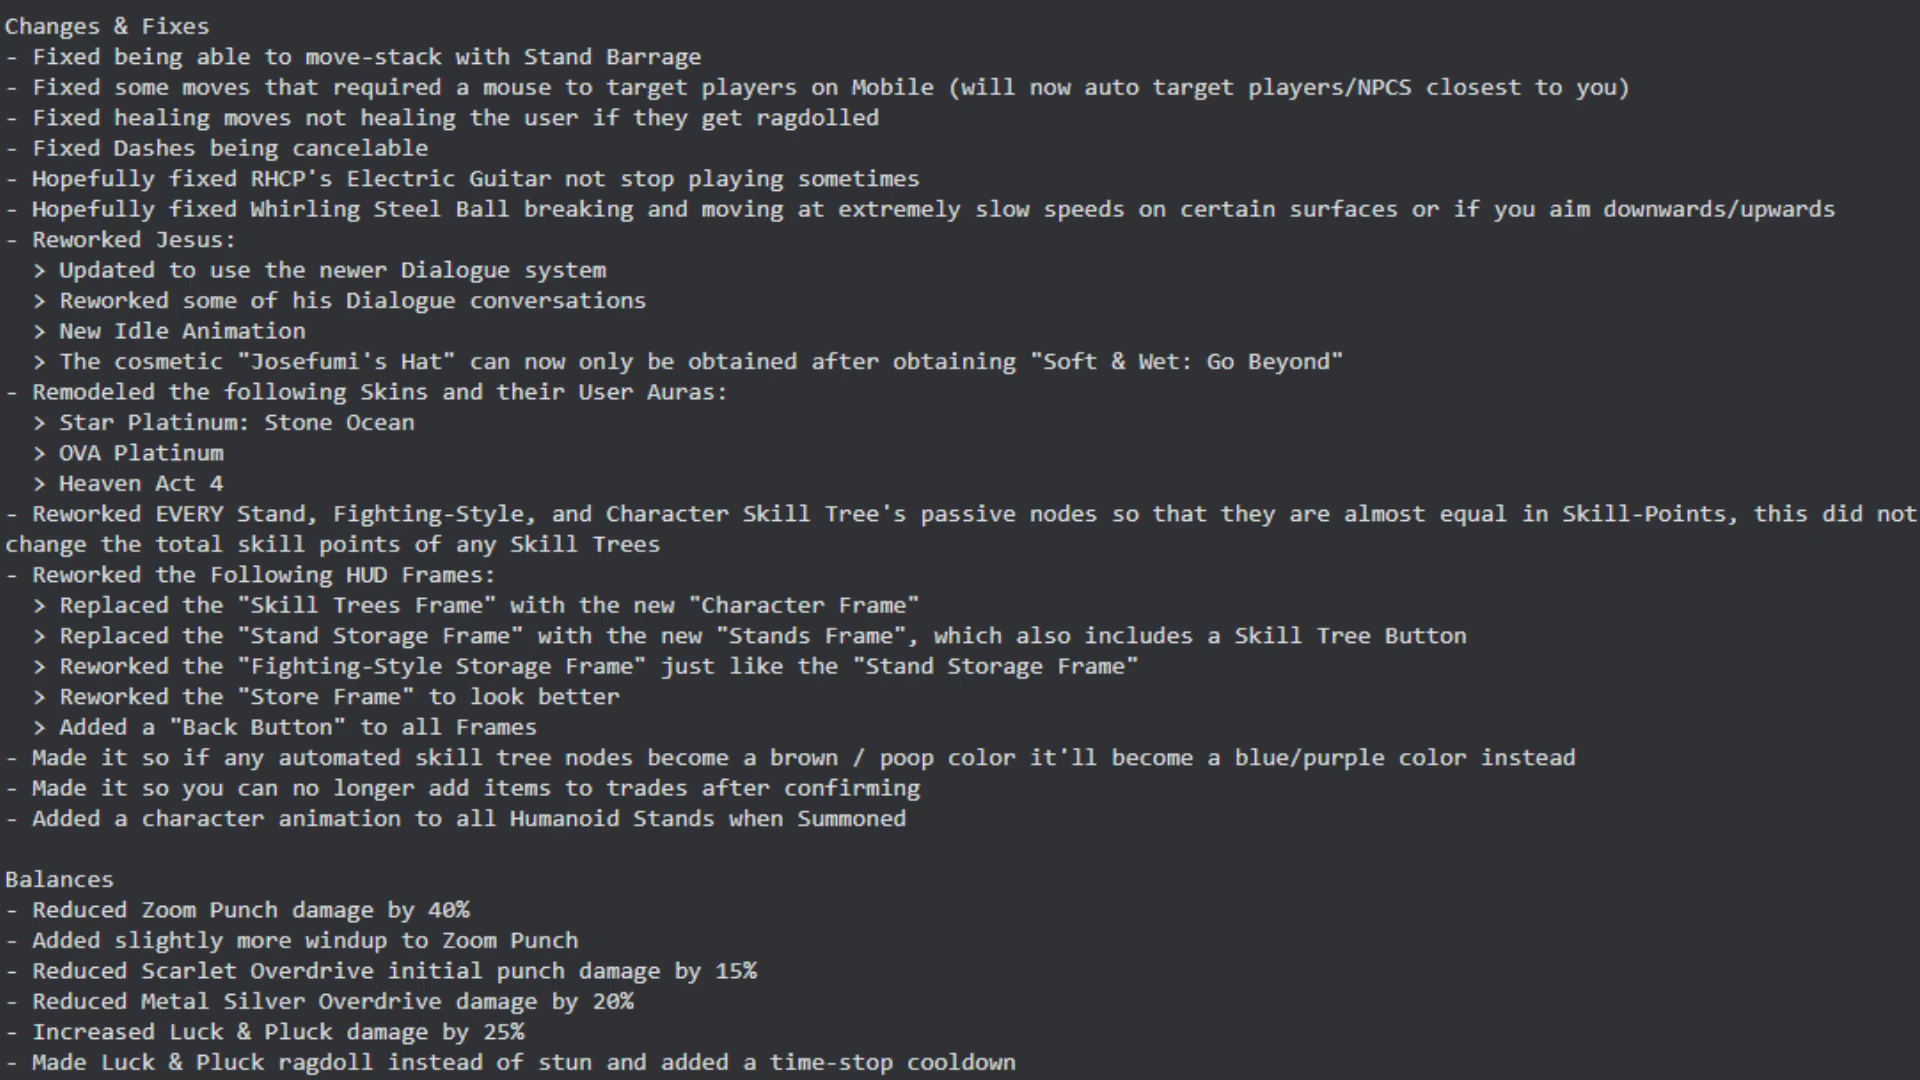 Changes & Fixes
- Fixed being able to move-stack with Stand Barrage
- Fixed some moves that required a mouse to target players on Mobile (will now auto target players/NPCS closest to you)
- Fixed healing moves not healing the user if they get ragdolled
- Fixed Dashes being cancelable
- Hopefully fixed RHCP's Electric Guitar not stop playing sometimes
- Hopefully fixed Whirling Steel Ball breaking and moving at extremely slow speeds on certain surfaces or if you aim downwards/upwards
- Reworked Jesus:
  > Updated to use the newer Dialogue system
  > Reworked some of his Dialogue conversations
  > New Idle Animation
  > The cosmetic "Josefumi's Hat" can now only be obtained after obtaining "Soft & Wet: Go Beyond"
- Remodeled the following Skins and their User Auras:
  > Star Platinum: Stone Ocean
  > OVA Platinum
  > Heaven Act 4
- Reworked EVERY Stand, Fighting-Style, and Character Skill Tree's passive nodes so that they are almost equal in Skill-Points, this did not
change the total skill points of any Skill Trees
- Reworked the Following HUD Frames:
  > Replaced the "Skill Trees Frame" with the new "Character Frame"
  > Replaced the "Stand Storage Frame" with the new "Stands Frame", which also includes a Skill Tree Button
  > Reworked the "Fighting-Style Storage Frame" just like the "Stand Storage Frame"
  > Reworked the "Store Frame" to look better
  > Added a "Back Button" to all Frames
- Made it so if any automated skill tree nodes become a brown / poop color it'll become a blue/purple color instead
- Made it so you can no longer add items to trades after confirming
- Added a character animation to all Humanoid Stands when Summoned

Balances
- Reduced Zoom Punch damage by 40%
- Added slightly more windup to Zoom Punch
- Reduced Scarlet Overdrive initial punch damage by 15%
- Reduced Metal Silver Overdrive damage by 20%
- Increased Luck & Pluck damage by 25%
- Made Luck & Pluck ragdoll instead of stun and added a time-stop cooldown